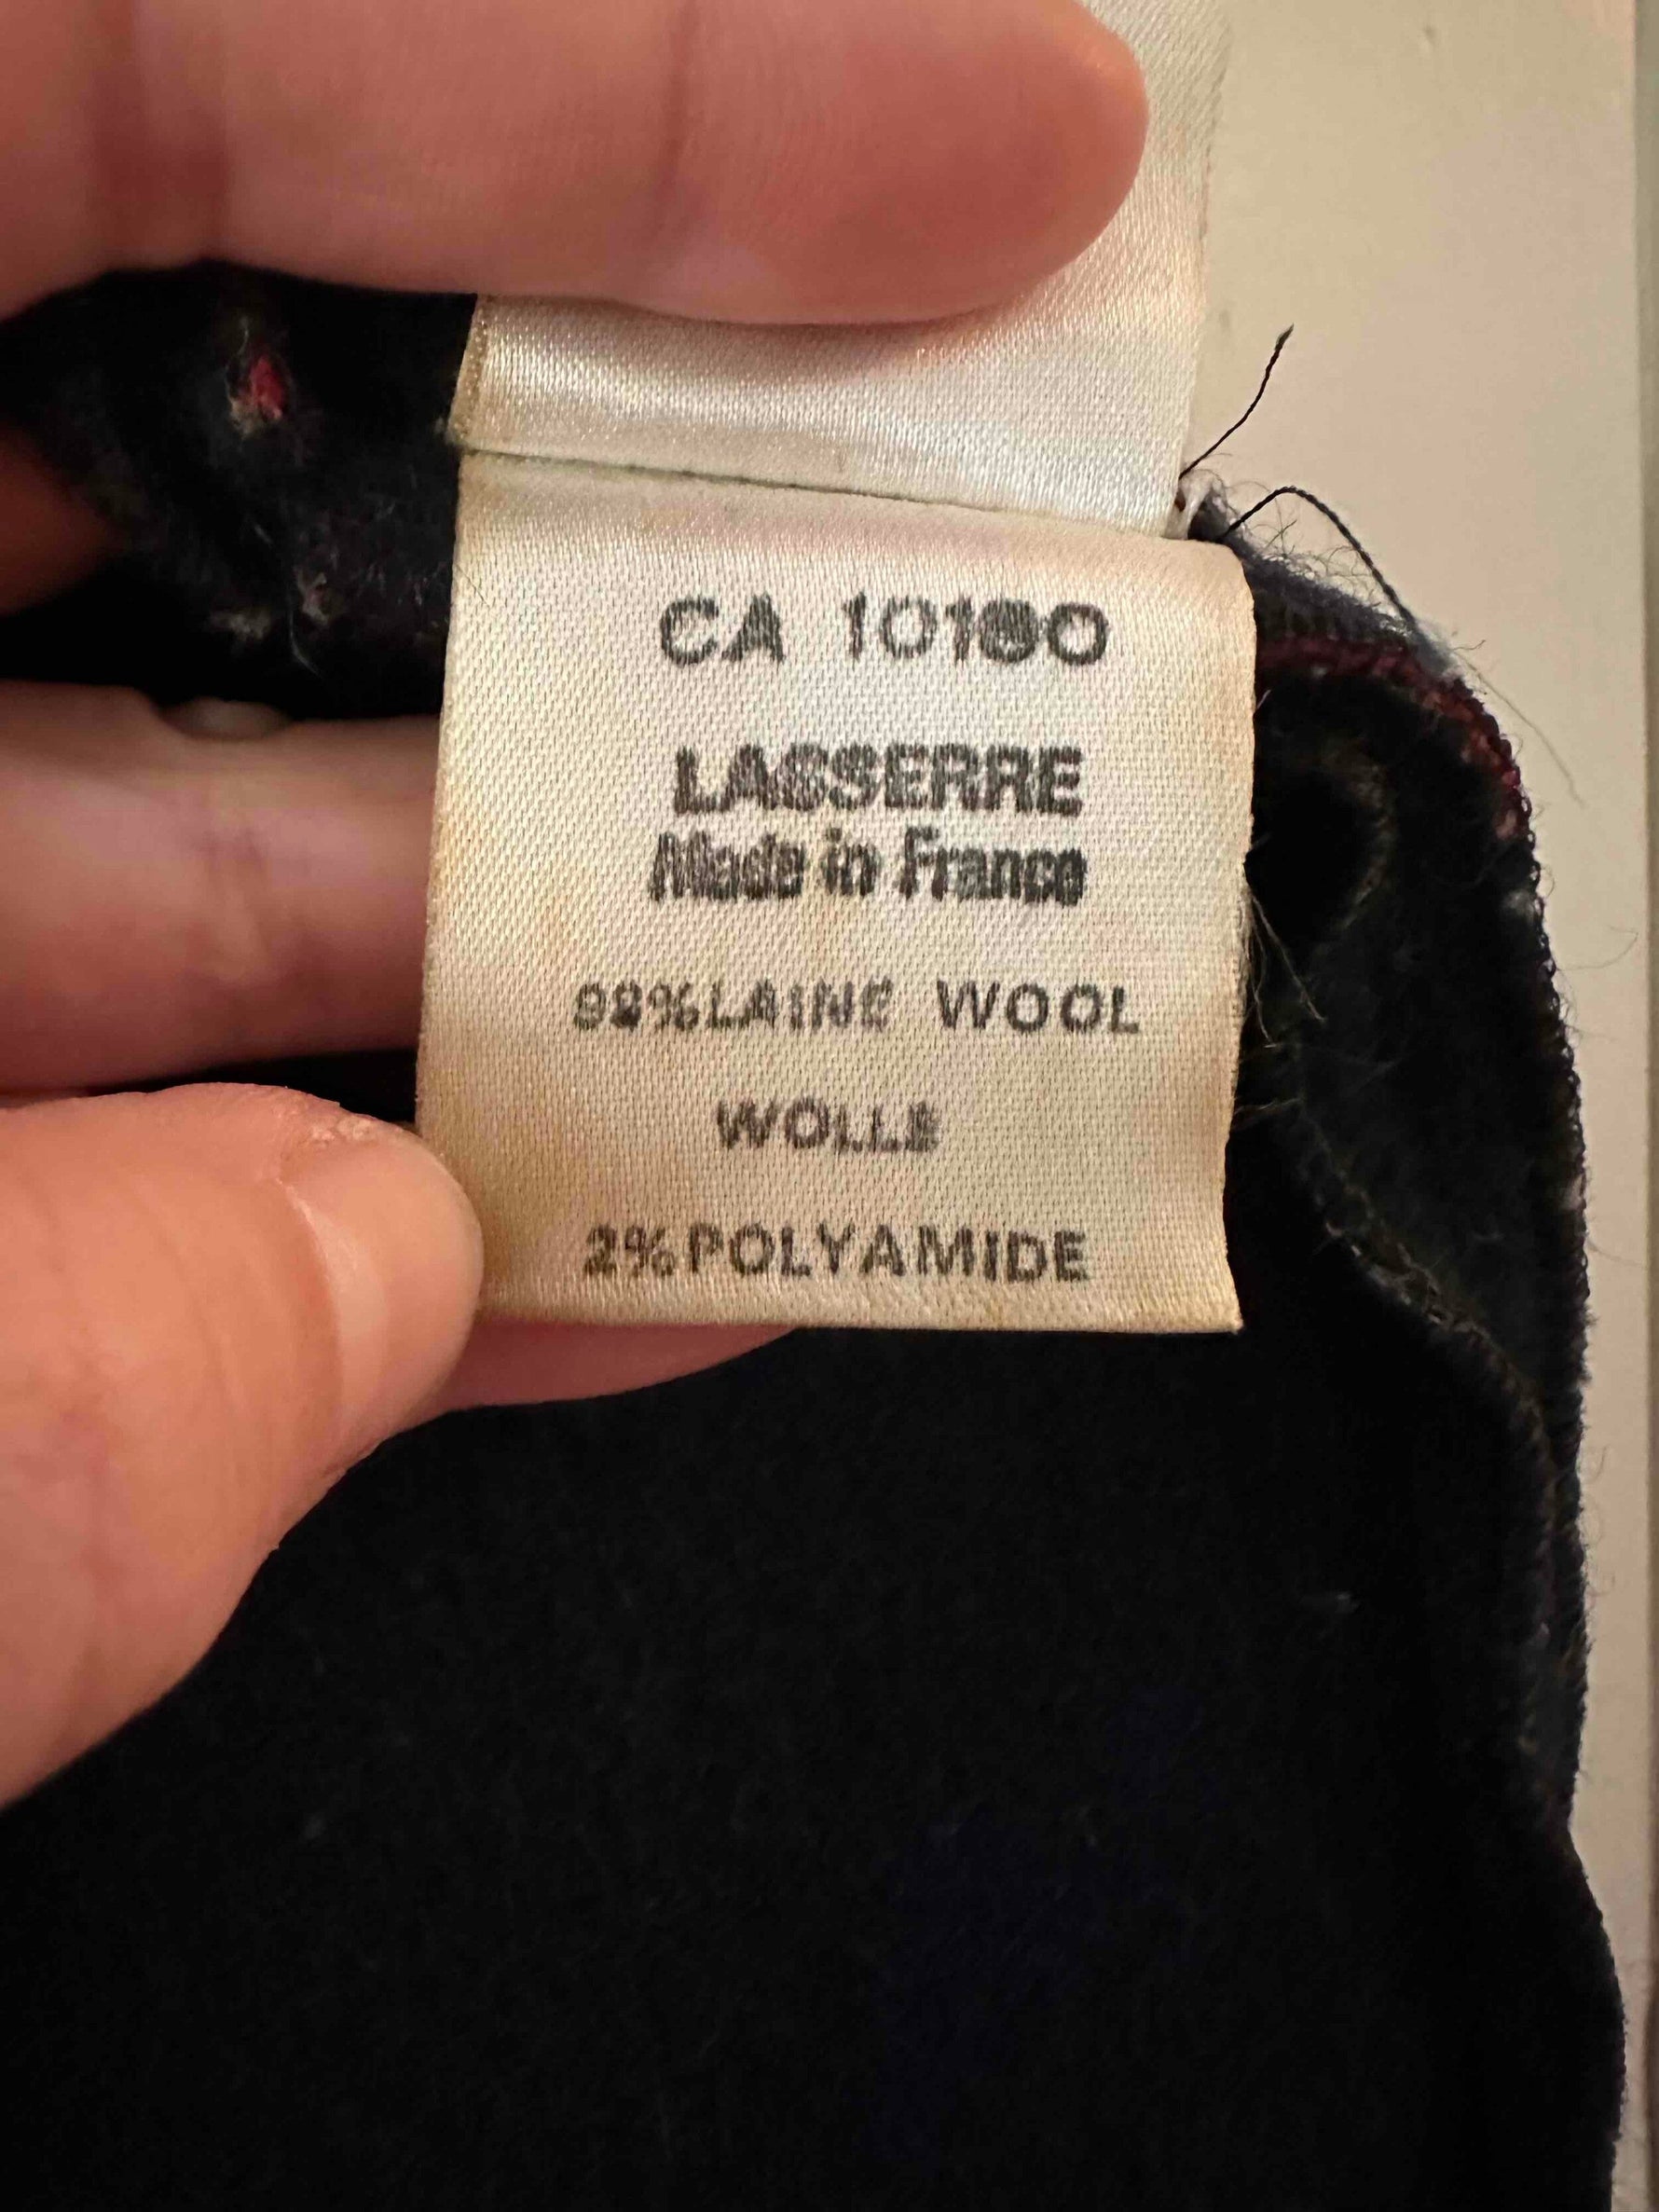 CA 10180
LASSERRE
Made in France
98%LAINE WOOL
WOLLE
2%POLYAMIDE